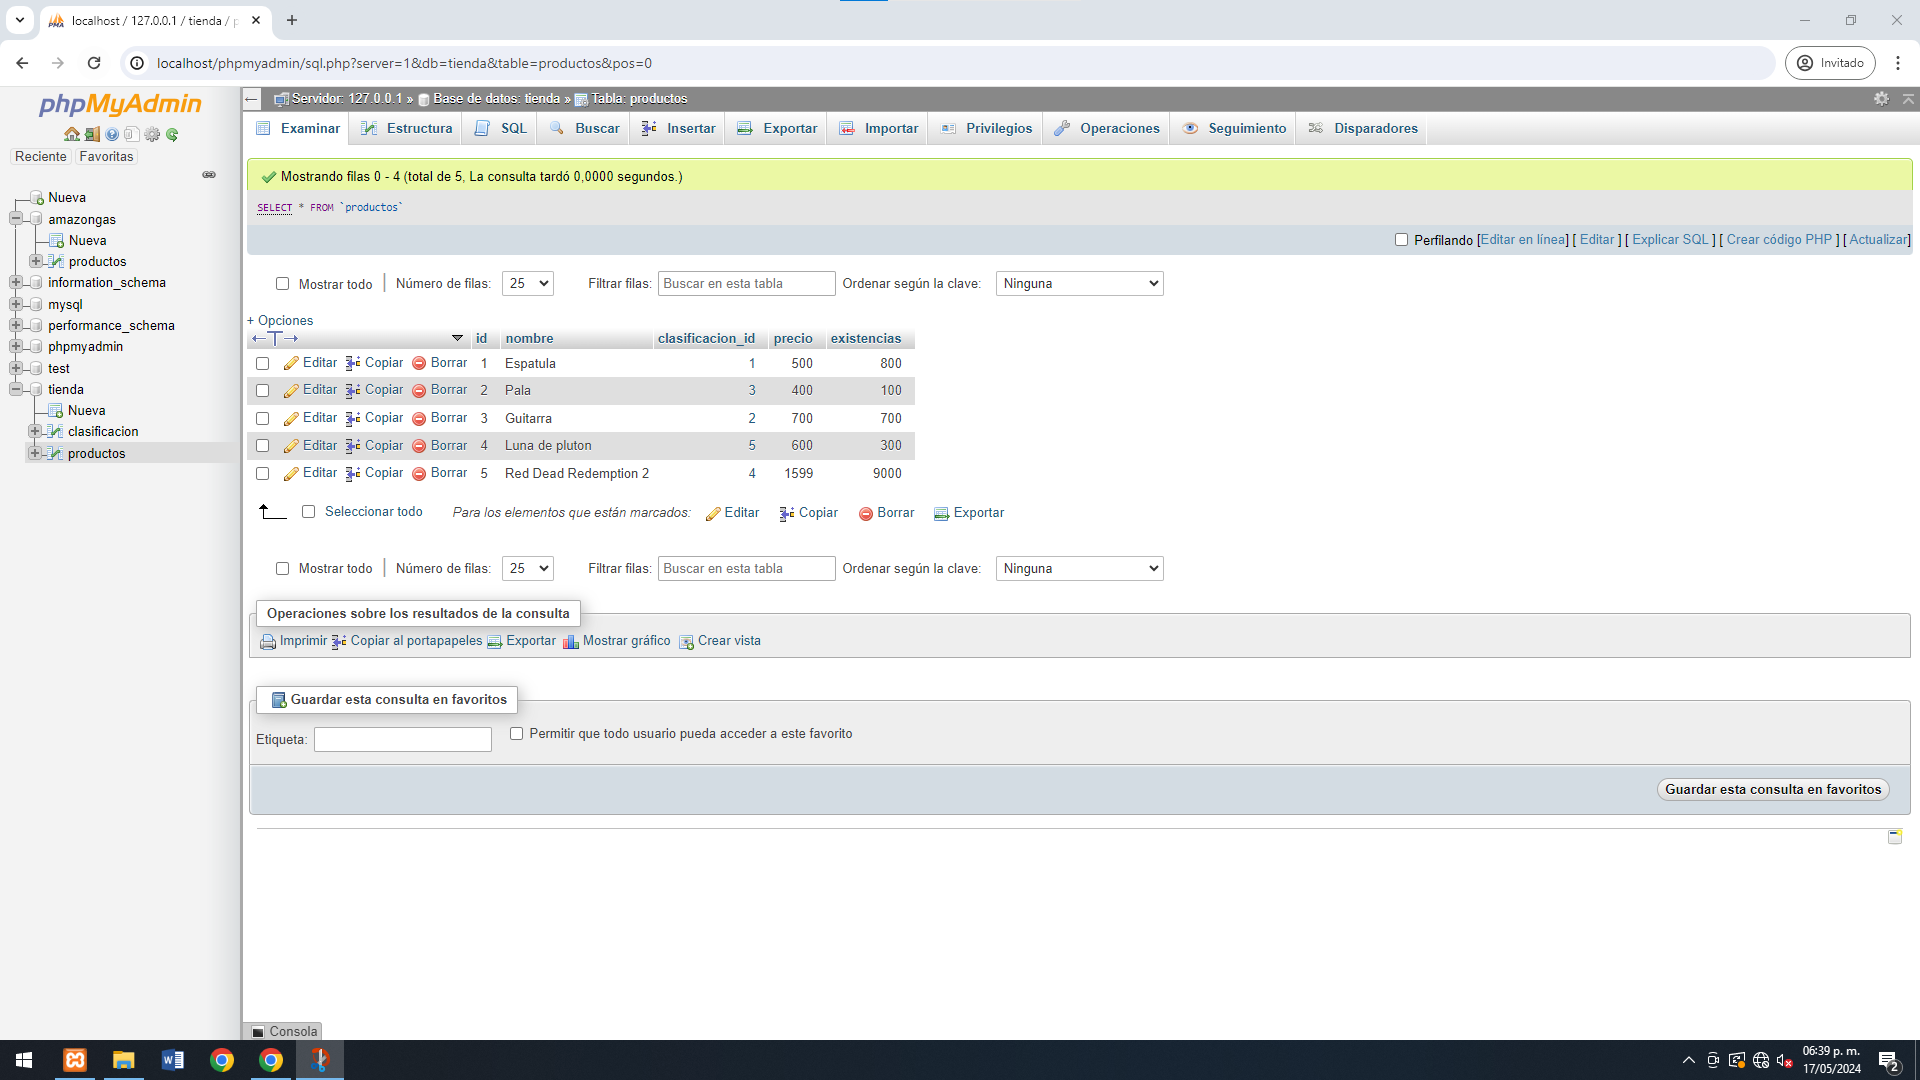 localhost / 127.0.0.1 / tienda / p
localhost/phpmyadmin/sql.php?server=1&db=tienda&table=productos&pos=0
Invitado
phpMyAdmin
Reciente Favoritas
Nueva
amazongas
Nueva
productos
information_schema
mysql
performance_schema
phpmyadmin
test
tienda
Nueva
clasificacion
productos
Servidor: 127.0.0.1 » Base de datos: tienda » Tabla: productos
Examinar Estructura SQL Buscar Insertar Exportar Importar Privilegios Operaciones Seguimiento Disparadores
Mostrando filas 0 - 4 (total de 5, La consulta tardó 0,0000 segundos.)
SELECT * FROM `productos`
Perfilando [Editar en línea] [ Editar ] [ Explicar SQL ] [ Crear código PHP ] [ Actualizar]
Mostrar todo Número de filas: 25 Filtrar filas: Buscar en esta tabla Ordenar según la clave: Ninguna
+ Opciones
id nombre clasificacion_id precio existencias
Editar Copiar Borrar 1 Espatula 1 500 800
Editar Copiar Borrar 2 Pala 3 400 100
Editar Copiar Borrar 3 Guitarra 2 700 700
Editar Copiar Borrar 4 Luna de pluton 5 600 300
Editar Copiar Borrar 5 Red Dead Redemption 2 4 1599 9000
Seleccionar todo Para los elementos que están marcados: Editar Copiar Borrar Exportar
Mostrar todo Número de filas: 25 Filtrar filas: Buscar en esta tabla Ordenar según la clave: Ninguna
Operaciones sobre los resultados de la consulta
Imprimir Copiar al portapapeles Exportar Mostrar gráfico Crear vista
Guardar esta consulta en favoritos
Etiqueta: Permitir que todo usuario pueda acceder a este favorito
Guardar esta consulta en favoritos
Consola
06:39 p. m.
17/05/2024
2